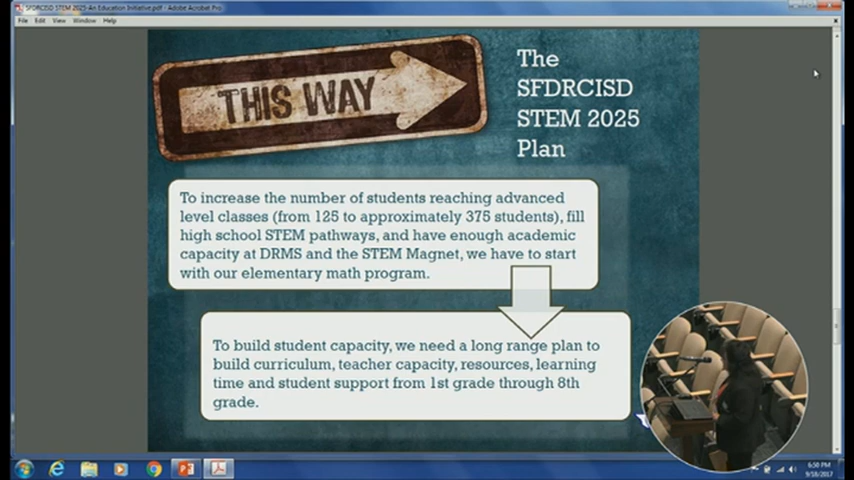 SFDRCISD STEM 2025-An Education Initiative.pdf - Adobe Acrobat Pro
File Edit View Window Help
THIS WAY
The
SFDRCISD
STEM 2025
Plan
To increase the number of students reaching advanced
level classes (from 125 to approximately 375 students), fill
high school STEM pathways, and have enough academic
capacity at DRMS and the STEM Magnet, we have to start
with our elementary math program.
To build student capacity, we need a long range plan to
build curriculum, teacher capacity, resources, learning
time and student support from 1st grade through 8th
grade.
6:50 PM
9/18/2017